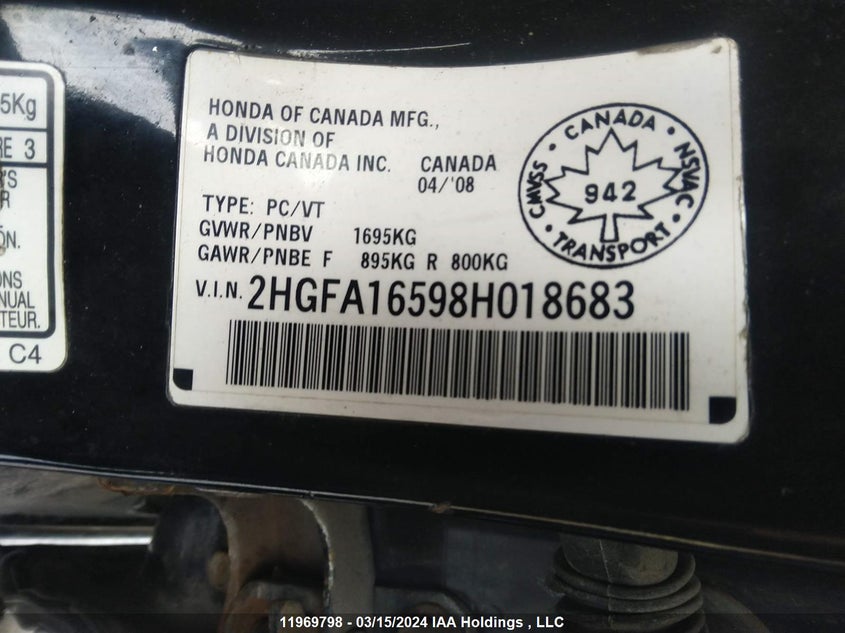 5Kg
RE 3
'S
R
ÓN.
ONS
NUAL
TEUR.
C4
HONDA OF CANADA MFG.,
A DIVISION OF
HONDA CANADA INC. CANADA
04/'08
TYPE: PC/VT
GVWR/PNBV 1695KG
GAWR/PNBE F 895KG R 800KG
V.I.N. 2HGFA16598H018683
CANADA
CMVSS 942 NSVAC
TRANSPORT
11969798 - 03/15/2024 IAA Holdings , LLC